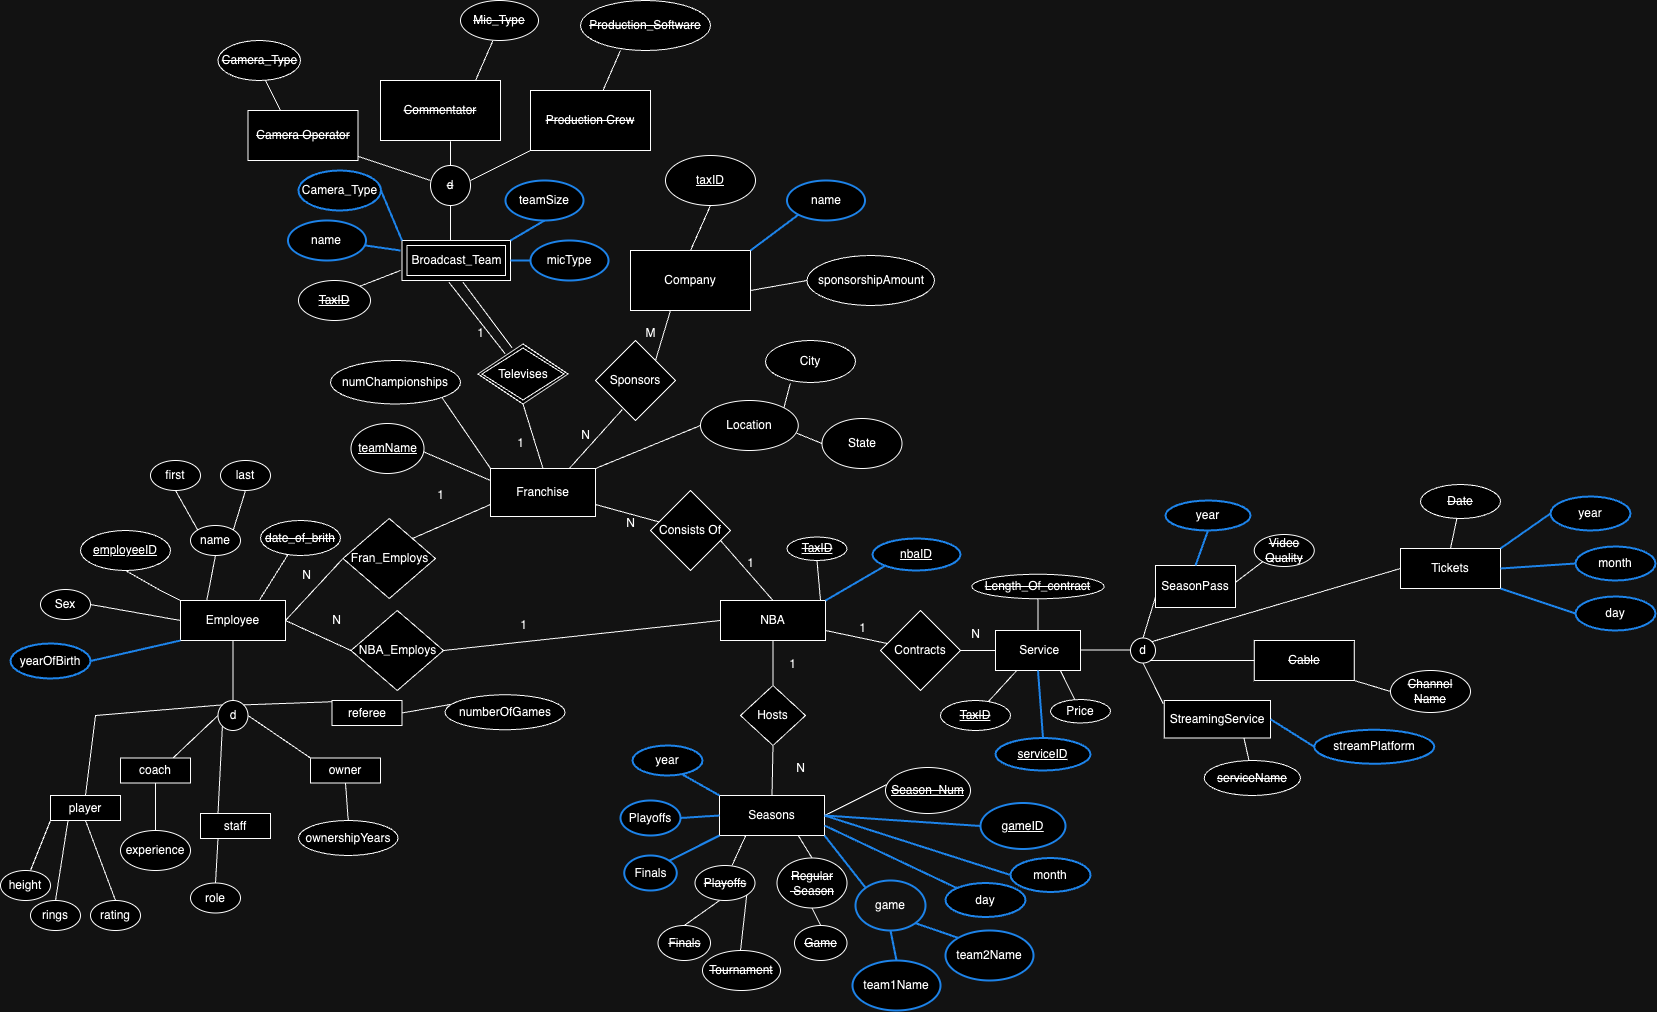 Mic_Type
Production_Software
Camera_Type
Commentator
Production Crew
Camera Operator
d
Camera_Type
teamSize
name
Broadcast_Team
micType
TaxID
taxID
name
Company
sponsorshipAmount
1
M
Televises
Sponsors
City
numChampionships
Location
State
1
N
teamName
Franchise
first
last
1
N
Consists Of
employeeID
name
date_of_brith
Fran_Employs
N
1
TaxID
nbaID
Sex
Employee
N
NBA_Employs
1
NBA
yearOfBirth
1
Contracts
N
Length_Of_contract
Service
TaxID
Price
serviceID
d
year
SeasonPass
Video
Quality
Date
year
Tickets
month
day
Cable
Channel
Name
StreamingService
streamPlatform
serviceName
d
referee
numberOfGames
coach
owner
player
staff
experience
ownershipYears
height
rings
rating
role
1
Hosts
N
year
Playoffs
Finals
Seasons
Season_Num
gameID
month
day
Playoffs
Regular
Season
game
Finals
Tournament
Game
team2Name
team1Name